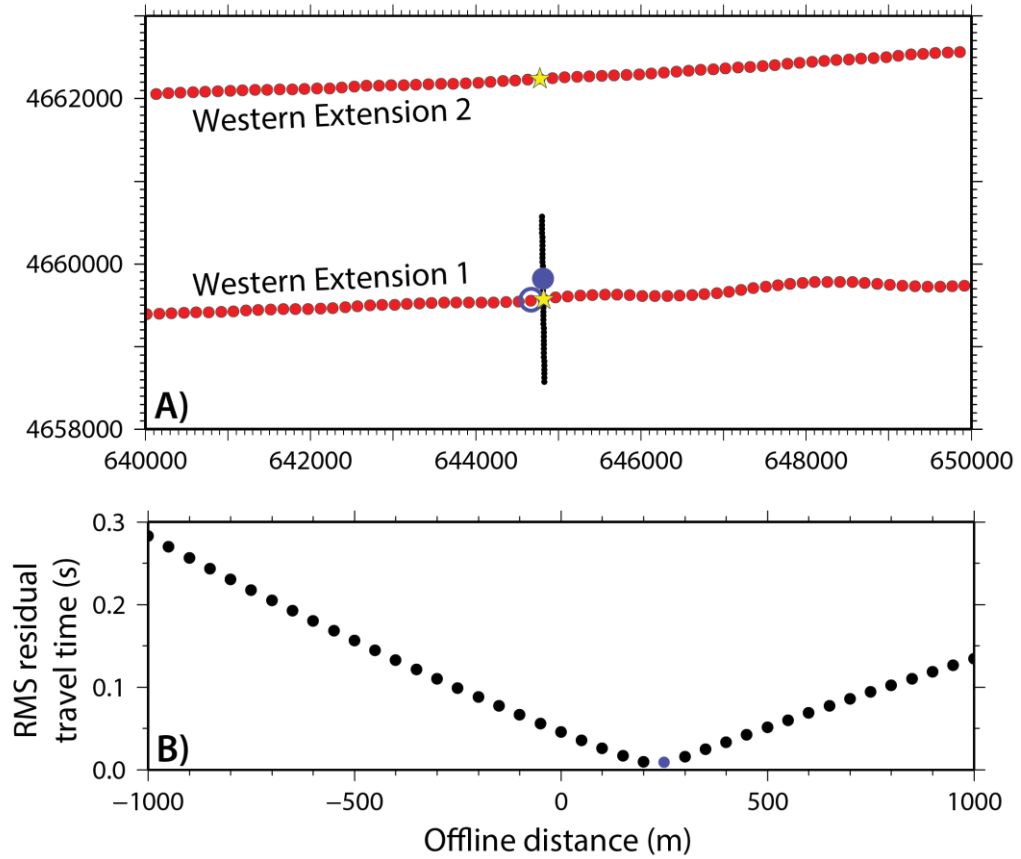 4662000
Western Extension 2
4660000
Western Extension 1
A)
4658000
640000 642000 644000 646000 648000 650000
RMS residual
travel time (s)
0.3
0.2
0.1
0.0
B)
−1000 −500 0 500 1000
Offline distance (m)